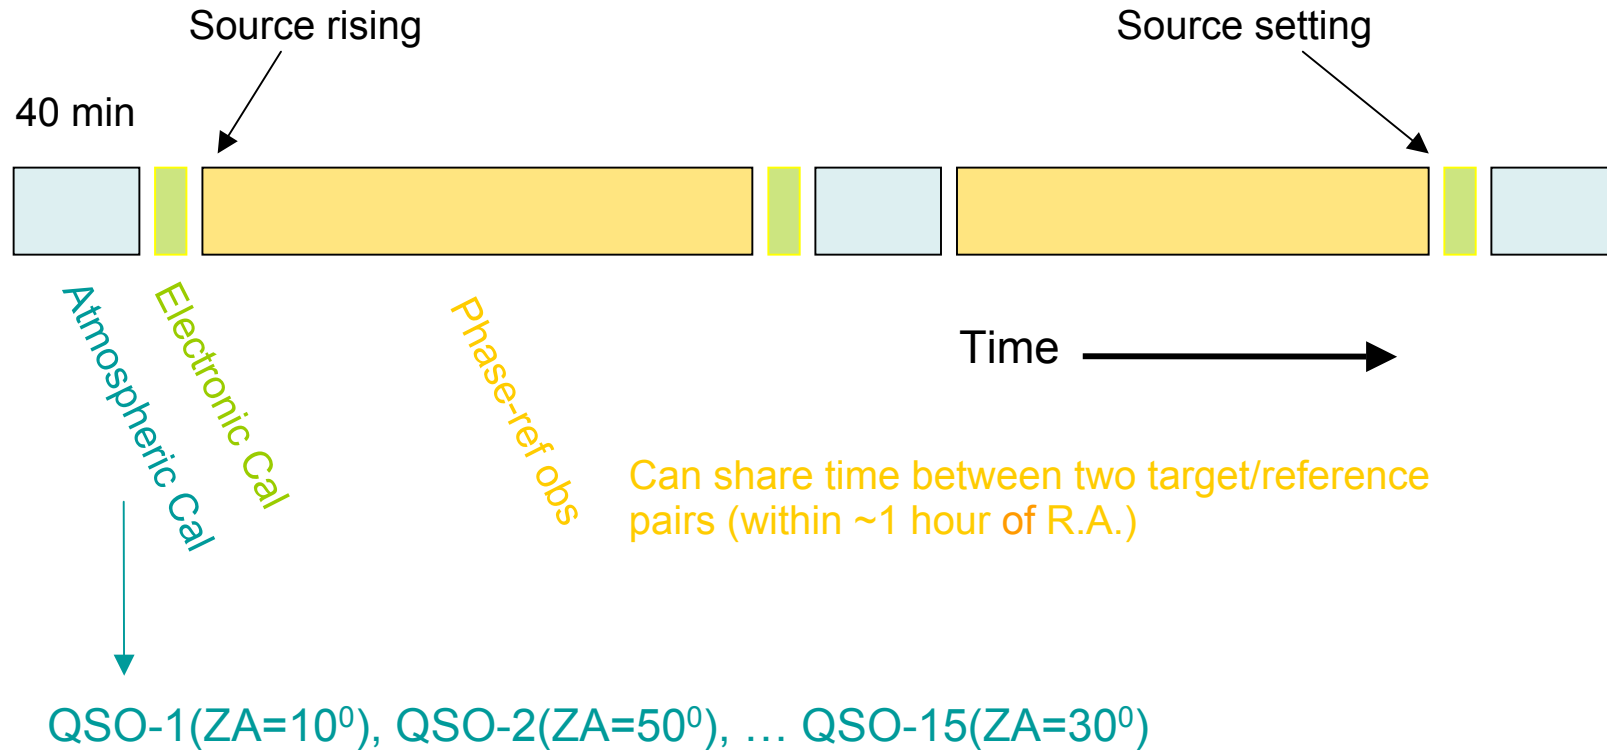 Source rising
Source setting
40 min
Atmospheric Cal
Electronic Cal
Phase-ref obs
Time
Can share time between two target/reference
pairs (within ~1 hour of R.A.)
QSO-1(ZA=10⁰), QSO-2(ZA=50⁰), … QSO-15(ZA=30⁰)